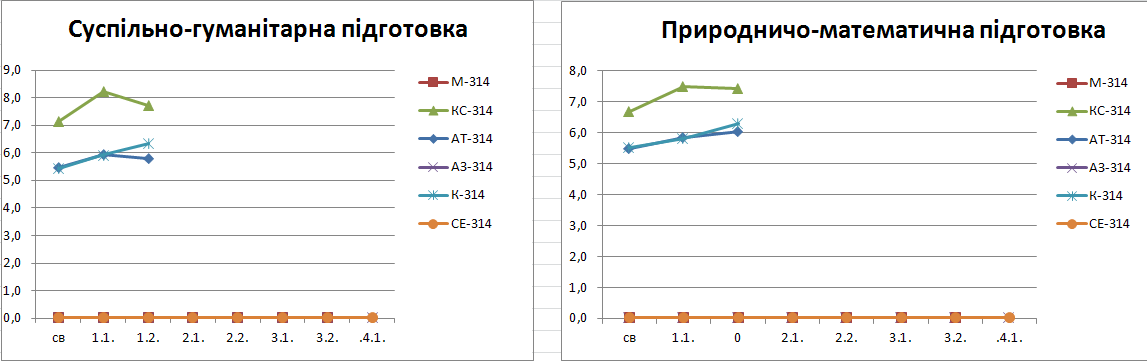 Суспільно-гуманітарна підготовка
9,0
8,0
7,0
6,0
5,0
4,0
3,0
2,0
1,0
0,0
св 1.1. 1.2. 2.1. 2.2. 3.1. 3.2. .4.1.
М-314
КС-314
АТ-314
АЗ-314
К-314
СЕ-314
Природничо-математична підготовка
8,0
7,0
6,0
5,0
4,0
3,0
2,0
1,0
0,0
св 1.1. 0 2.1. 2.2. 3.1. 3.2. .4.1.
М-314
КС-314
АТ-314
АЗ-314
К-314
СЕ-314